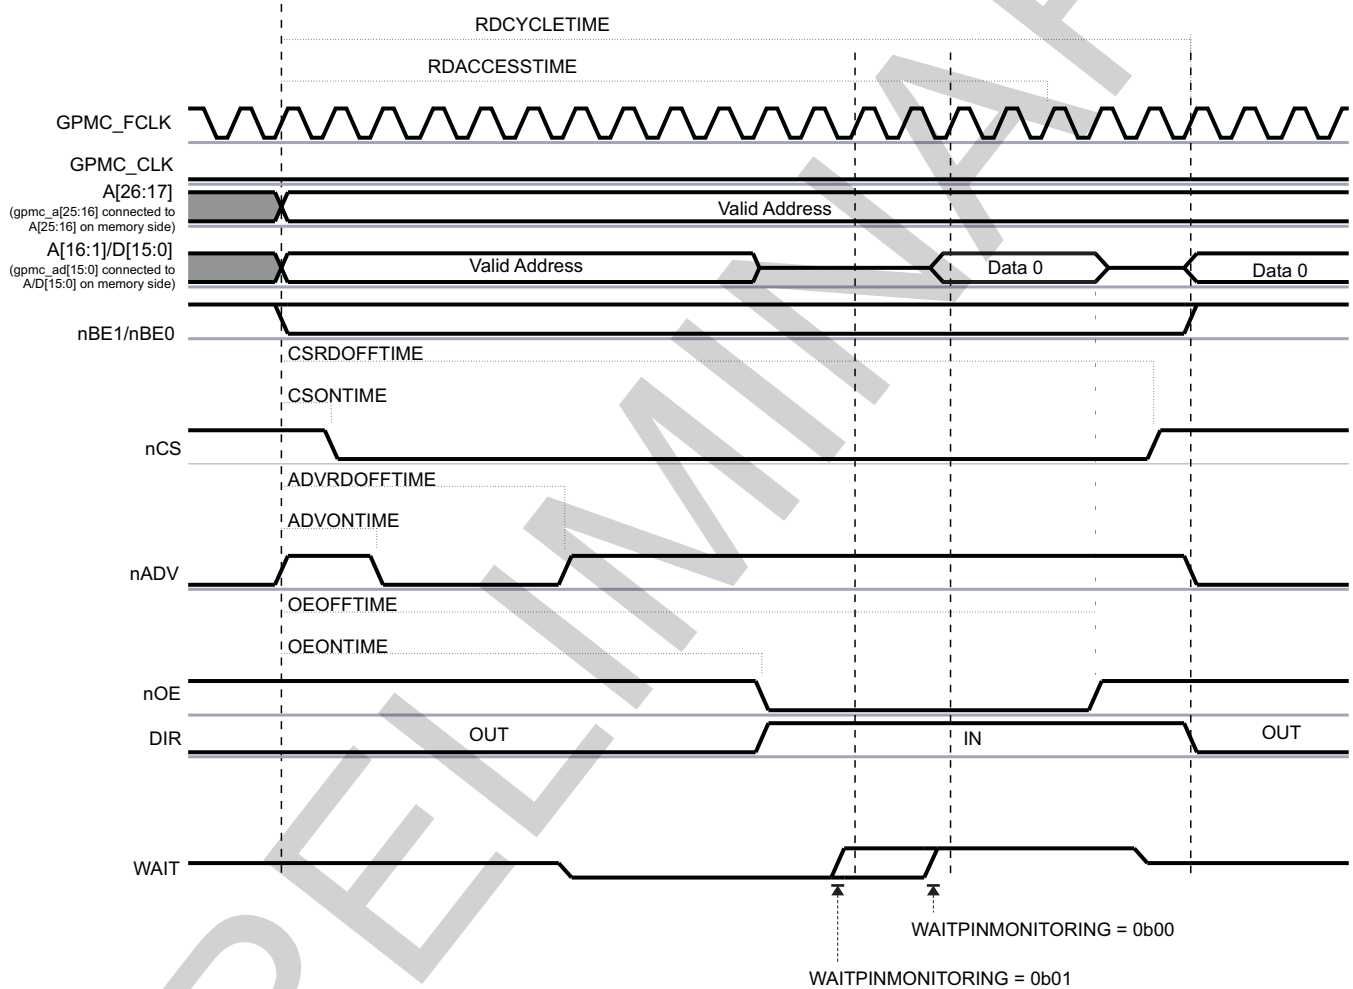 RDCYCLETIME
RDACCESSTIME
GPMC_FCLK
GPMC_CLK
A[26:17]
(gpmc_a[25:16] connected to
A[25:16] on memory side)
Valid Address
A[16:1]/D[15:0]
(gpmc_ad[15:0] connected to
A/D[15:0] on memory side)
Valid Address
Data 0
Data 0
nBE1/nBE0
CSRDOFFTIME
CSONTIME
nCS
ADVRDOFFTIME
ADVONTIME
nADV
OEOFFTIME
OEONTIME
nOE
DIR
OUT
IN
OUT
WAIT
WAITPINMONITORING = 0b00
WAITPINMONITORING = 0b01